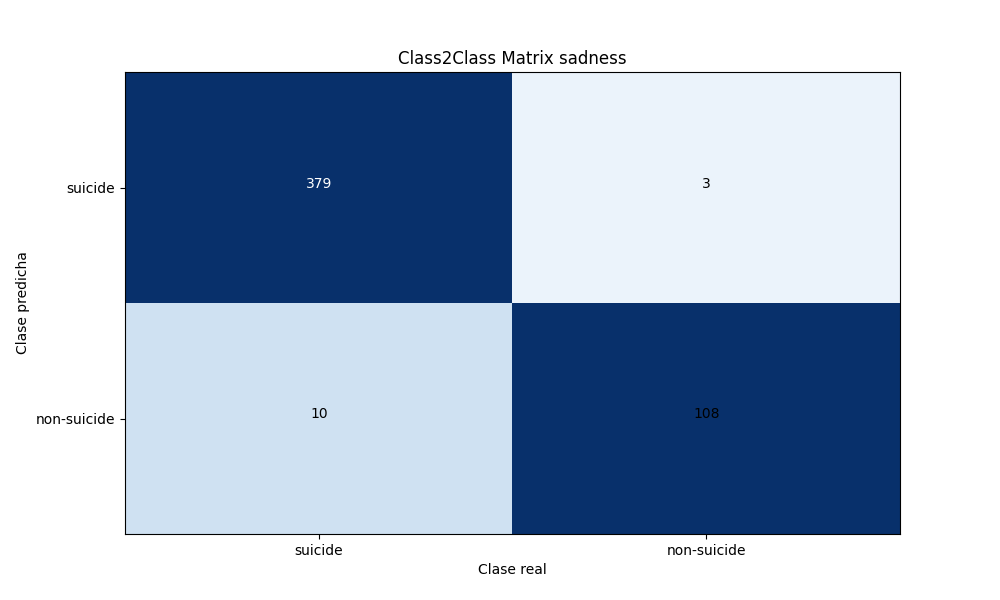 Class2Class Matrix sadness
suicide
379
3
Clase predicha
non-suicide
10
108
suicide
non-suicide
Clase real